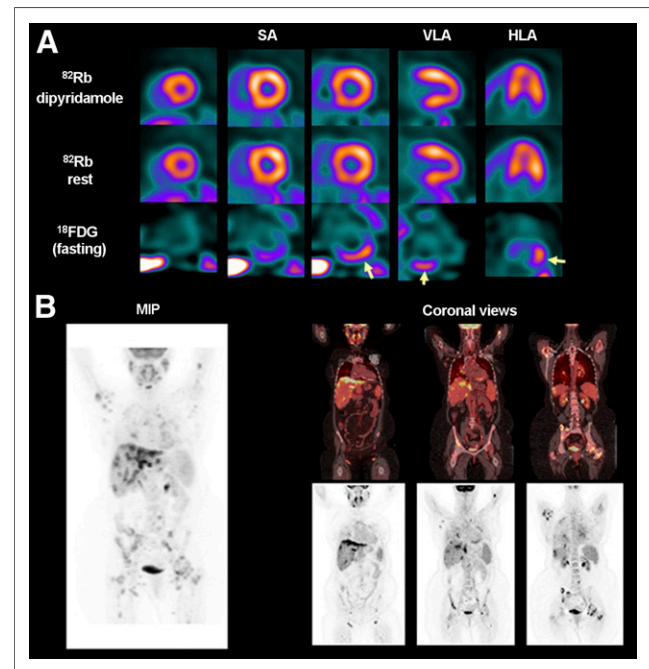 A
SA VLA HLA
⁸²Rb
dipyridamole
⁸²Rb
rest
¹⁸FDG
(fasting)
B
MIP Coronal views